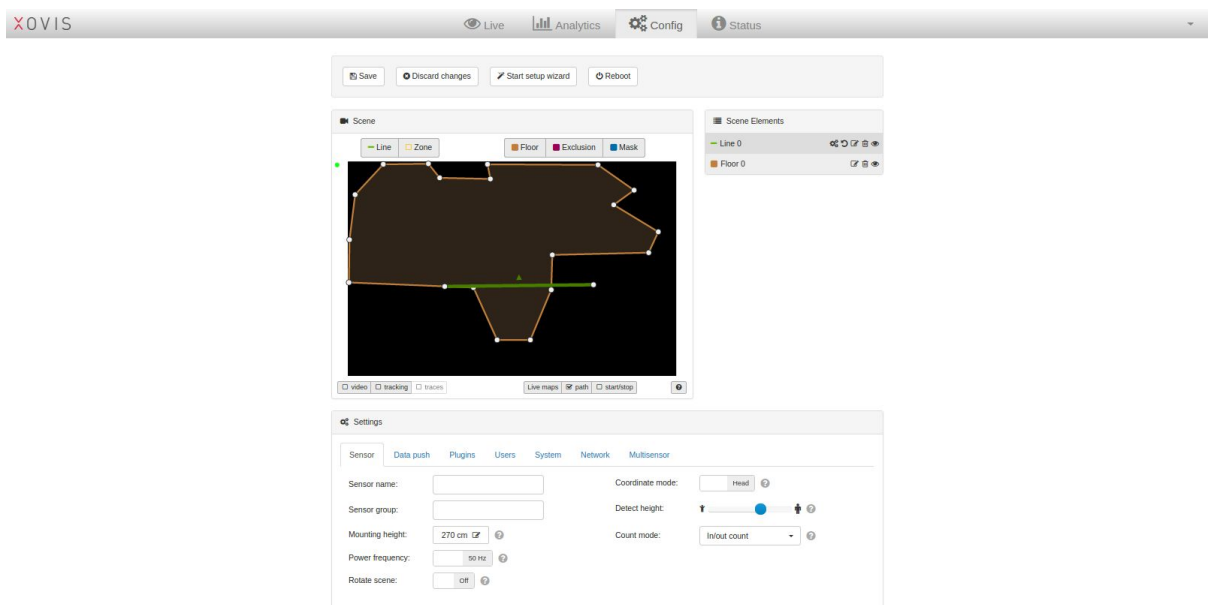 XOVIS Live Analytics Config Status
Save Discard changes Start setup wizard Reboot
Scene
Scene Elements
Line Zone Floor Exclusion Mask
Line 0
Floor 0
video tracking traces Live maps path start/stop
Settings
Sensor Data push Plugins Users System Network Multisensor
Sensor name:
Coordinate mode: Head
Sensor group:
Detect height:
Mounting height: 270 cm
Count mode: In/out count
Power frequency: 50 Hz
Rotate scene: Off